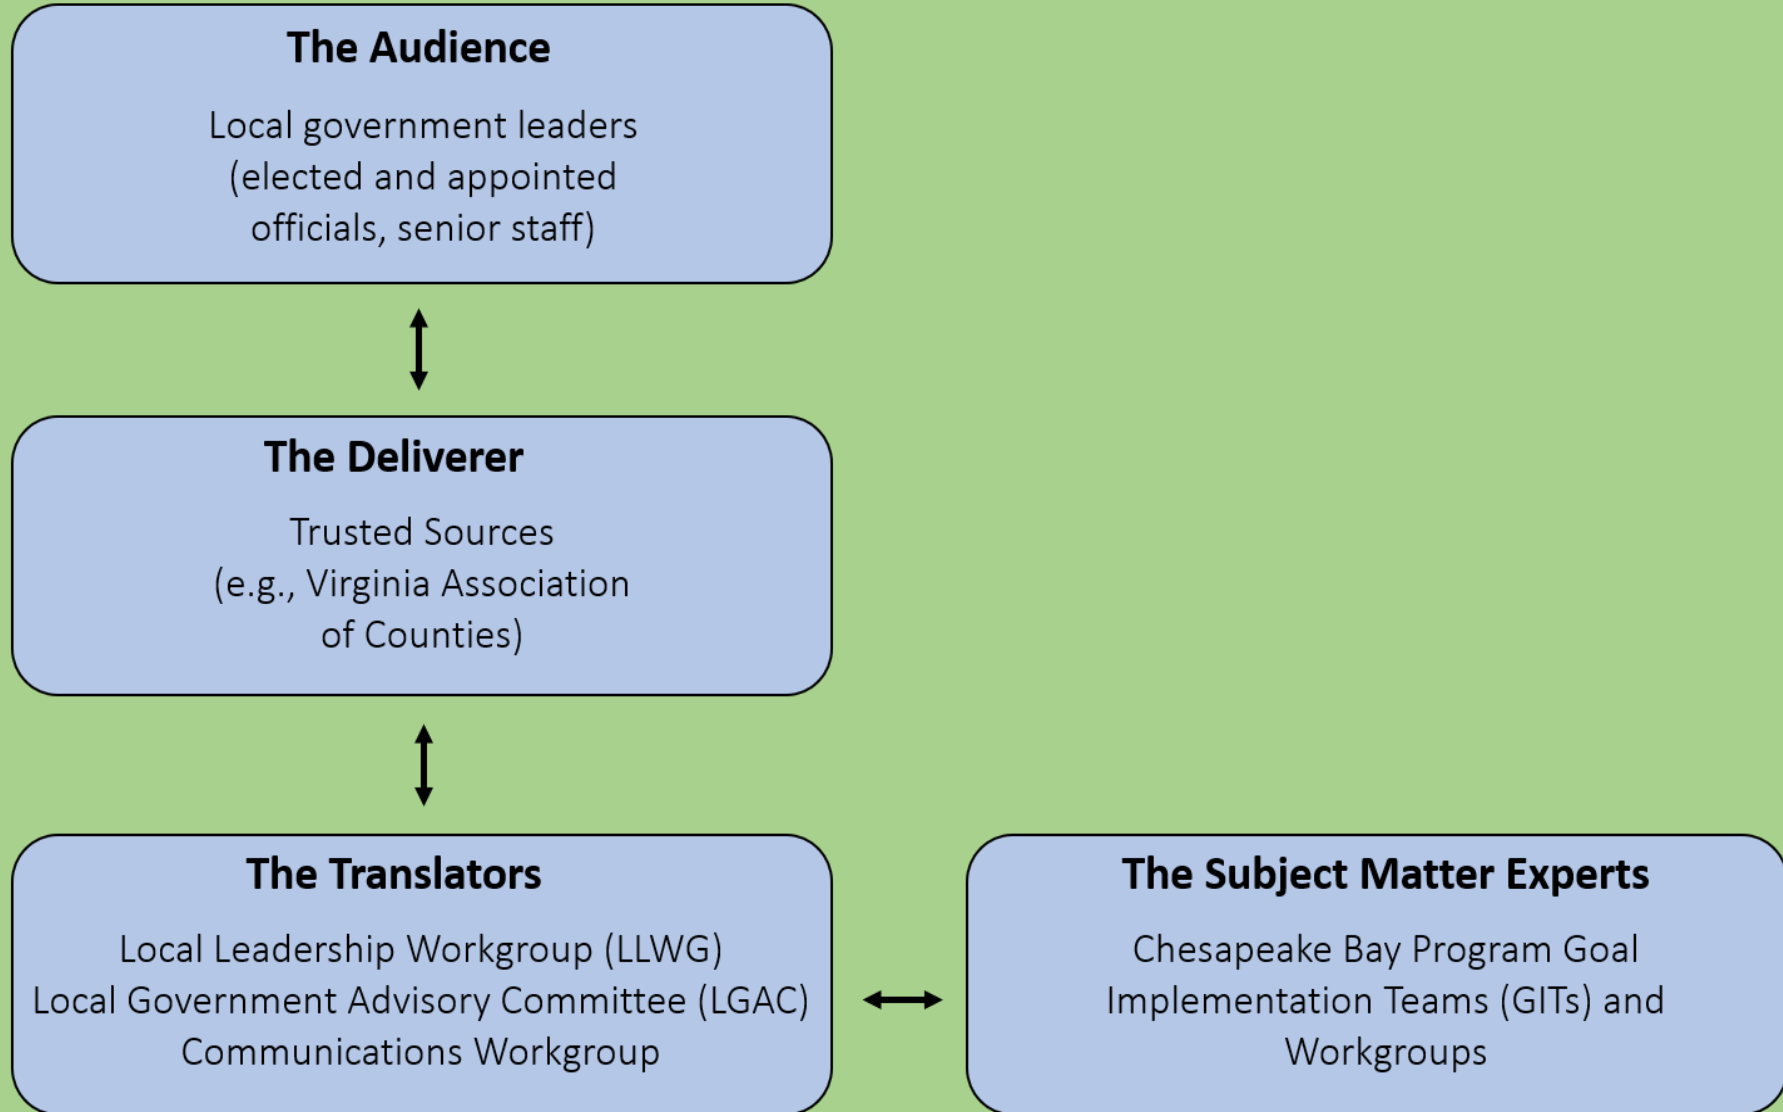 The Audience
Local government leaders
(elected and appointed
officials, senior staff)
The Deliverer
Trusted Sources
(e.g., Virginia Association
of Counties)
The Translators
Local Leadership Workgroup (LLWG)
Local Government Advisory Committee (LGAC)
Communications Workgroup
The Subject Matter Experts
Chesapeake Bay Program Goal
Implementation Teams (GITs) and
Workgroups